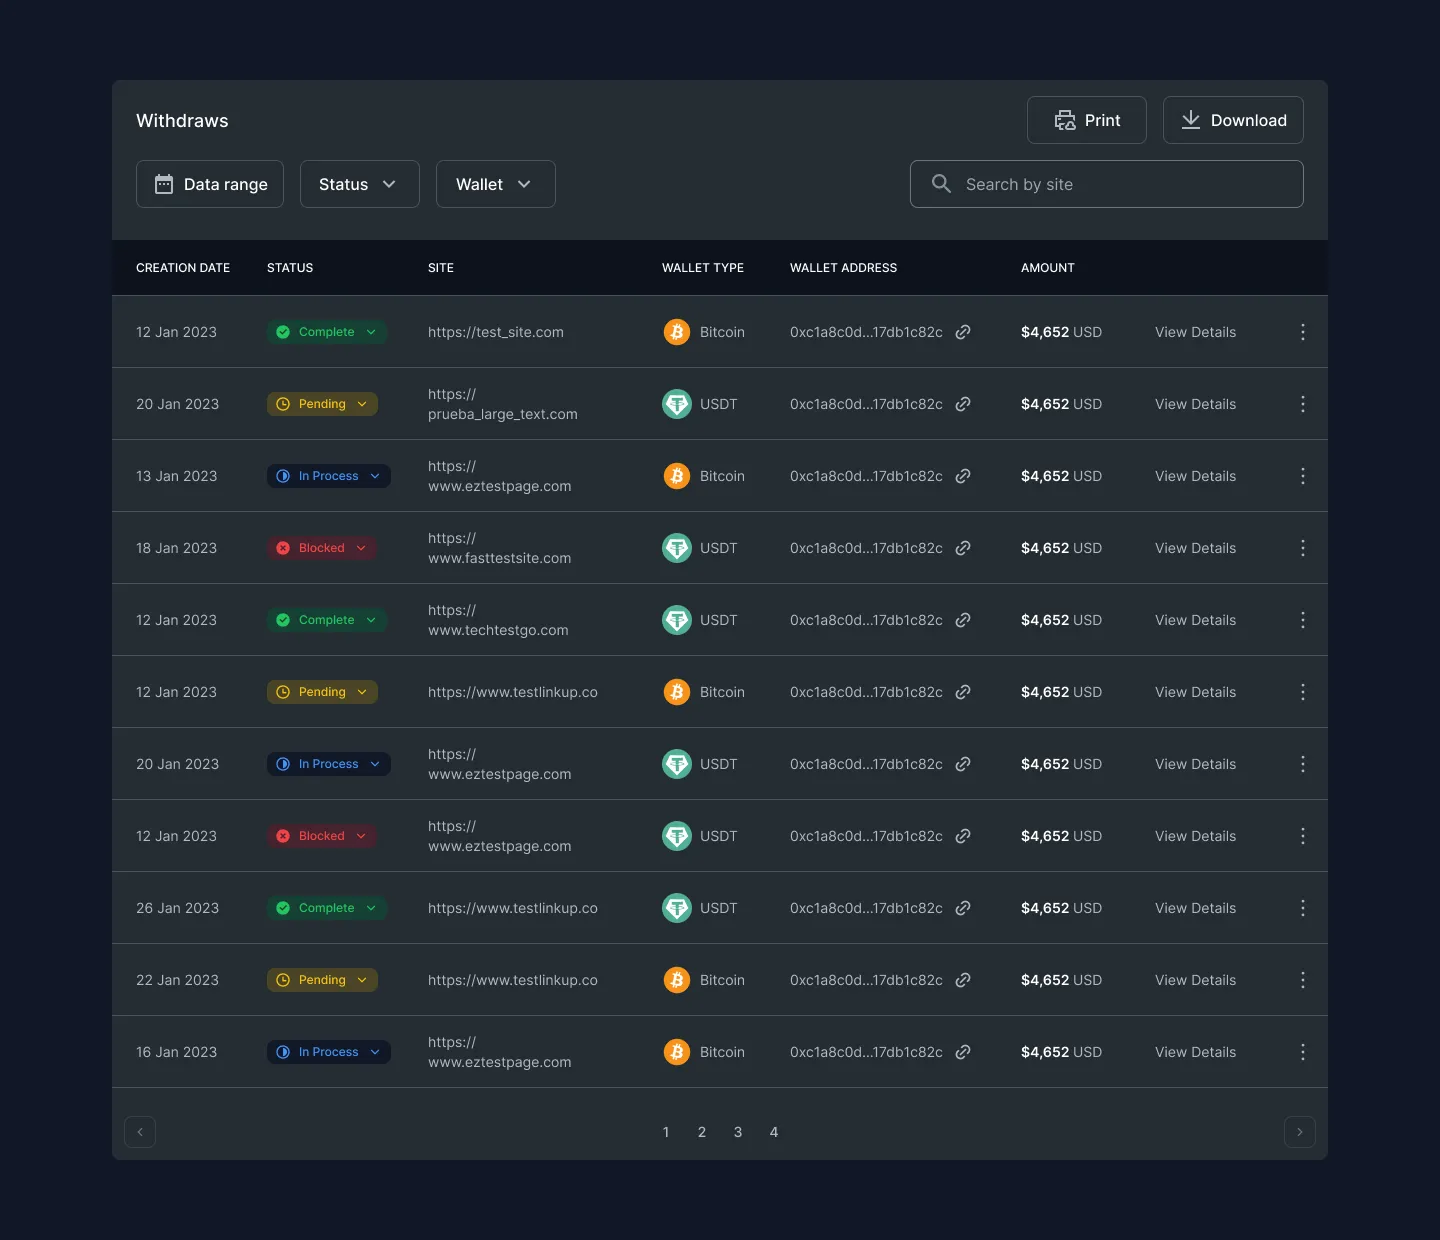 Withdraws
Print
Download
Data range
Status
Wallet
Search by site
CREATION DATE STATUS SITE WALLET TYPE WALLET ADDRESS AMOUNT
12 Jan 2023 Complete https://test_site.com Bitcoin 0xc1a8c0d...17db1c82c $4,652 USD View Details
20 Jan 2023 Pending https://
prueba_large_text.com USDT 0xc1a8c0d...17db1c82c $4,652 USD View Details
13 Jan 2023 In Process https://
www.eztestpage.com Bitcoin 0xc1a8c0d...17db1c82c $4,652 USD View Details
18 Jan 2023 Blocked https://
www.fasttestsite.com USDT 0xc1a8c0d...17db1c82c $4,652 USD View Details
12 Jan 2023 Complete https://
www.techtestgo.com USDT 0xc1a8c0d...17db1c82c $4,652 USD View Details
12 Jan 2023 Pending https://www.testlinkup.co Bitcoin 0xc1a8c0d...17db1c82c $4,652 USD View Details
20 Jan 2023 In Process https://
www.eztestpage.com USDT 0xc1a8c0d...17db1c82c $4,652 USD View Details
12 Jan 2023 Blocked https://
www.eztestpage.com USDT 0xc1a8c0d...17db1c82c $4,652 USD View Details
26 Jan 2023 Complete https://www.testlinkup.co USDT 0xc1a8c0d...17db1c82c $4,652 USD View Details
22 Jan 2023 Pending https://www.testlinkup.co Bitcoin 0xc1a8c0d...17db1c82c $4,652 USD View Details
16 Jan 2023 In Process https://
www.eztestpage.com Bitcoin 0xc1a8c0d...17db1c82c $4,652 USD View Details
1 2 3 4